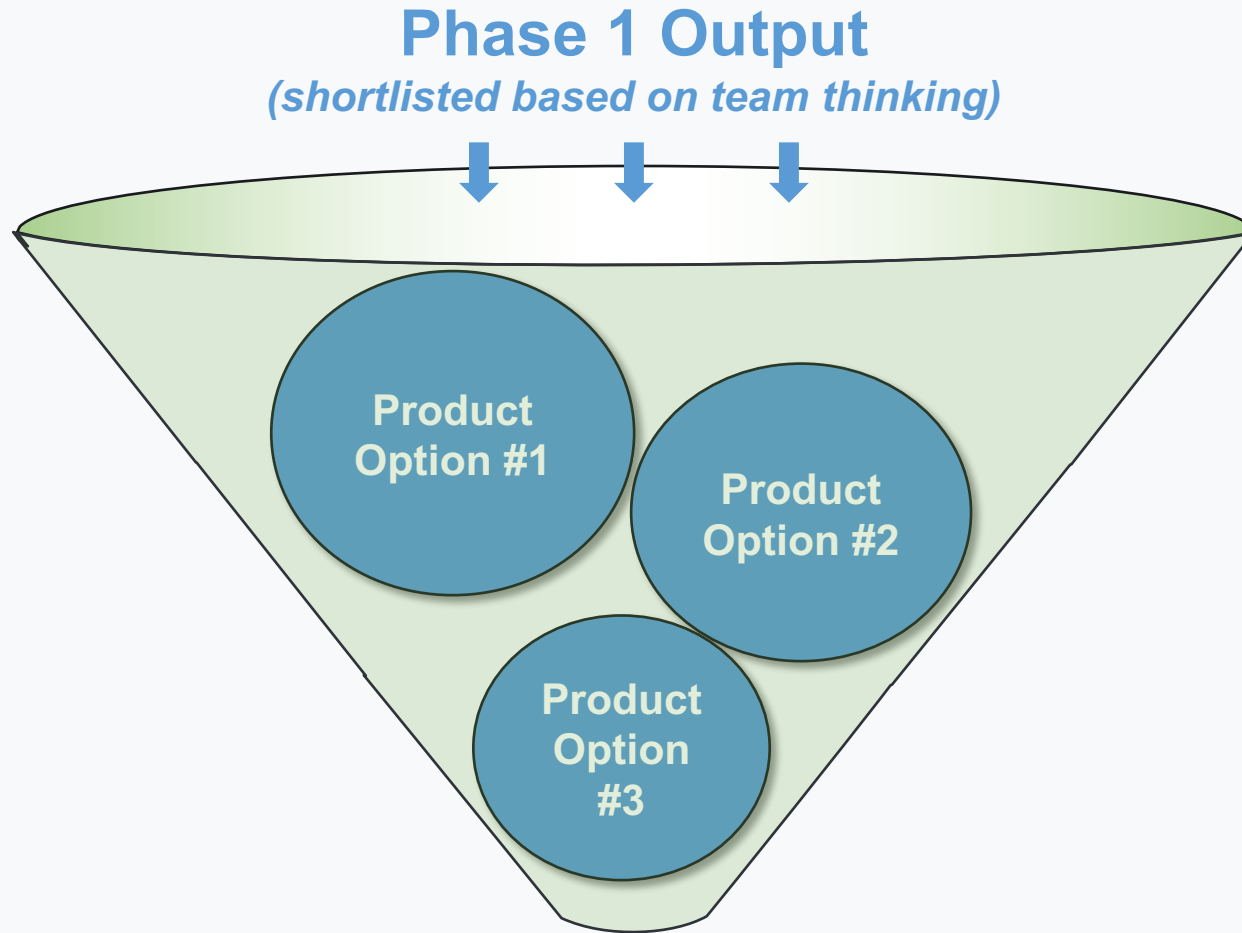 Phase 1 Output
(shortlisted based on team thinking)
Product
Option #1
Product
Option #2
Product
Option
#3